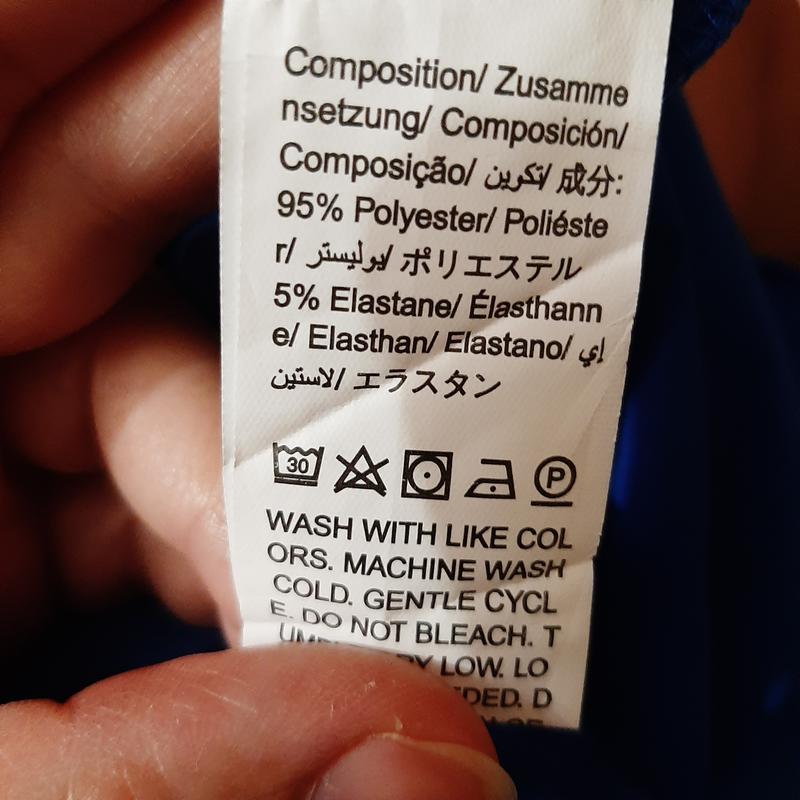 Composition/ Zusamme
nsetzung/ Composición/
Composição/ تكوين/ 成分:
95% Polyester/ Poliéste
r/ بوليستر/ ポリエステル
5% Elastane/ Élasthann
e/ Elasthan/ Elastano/ إي
لاستين/ エラスタン
30 P
WASH WITH LIKE COL
ORS. MACHINE WASH
COLD. GENTLE CYCL
E. DO NOT BLEACH. T
LOW. LO
D